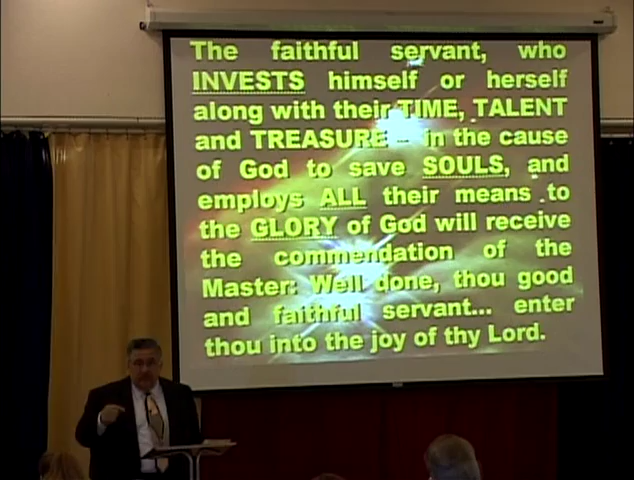 The faithful servant, who
INVESTS himself or herself
along with their TIME, TALENT
and TREASURE – in the cause
of God to save SOULS, and
employs ALL their means to
the GLORY of God will receive
the commendation of the
Master: Well done, thou good
and faithful servant... enter
thou into the joy of thy Lord.